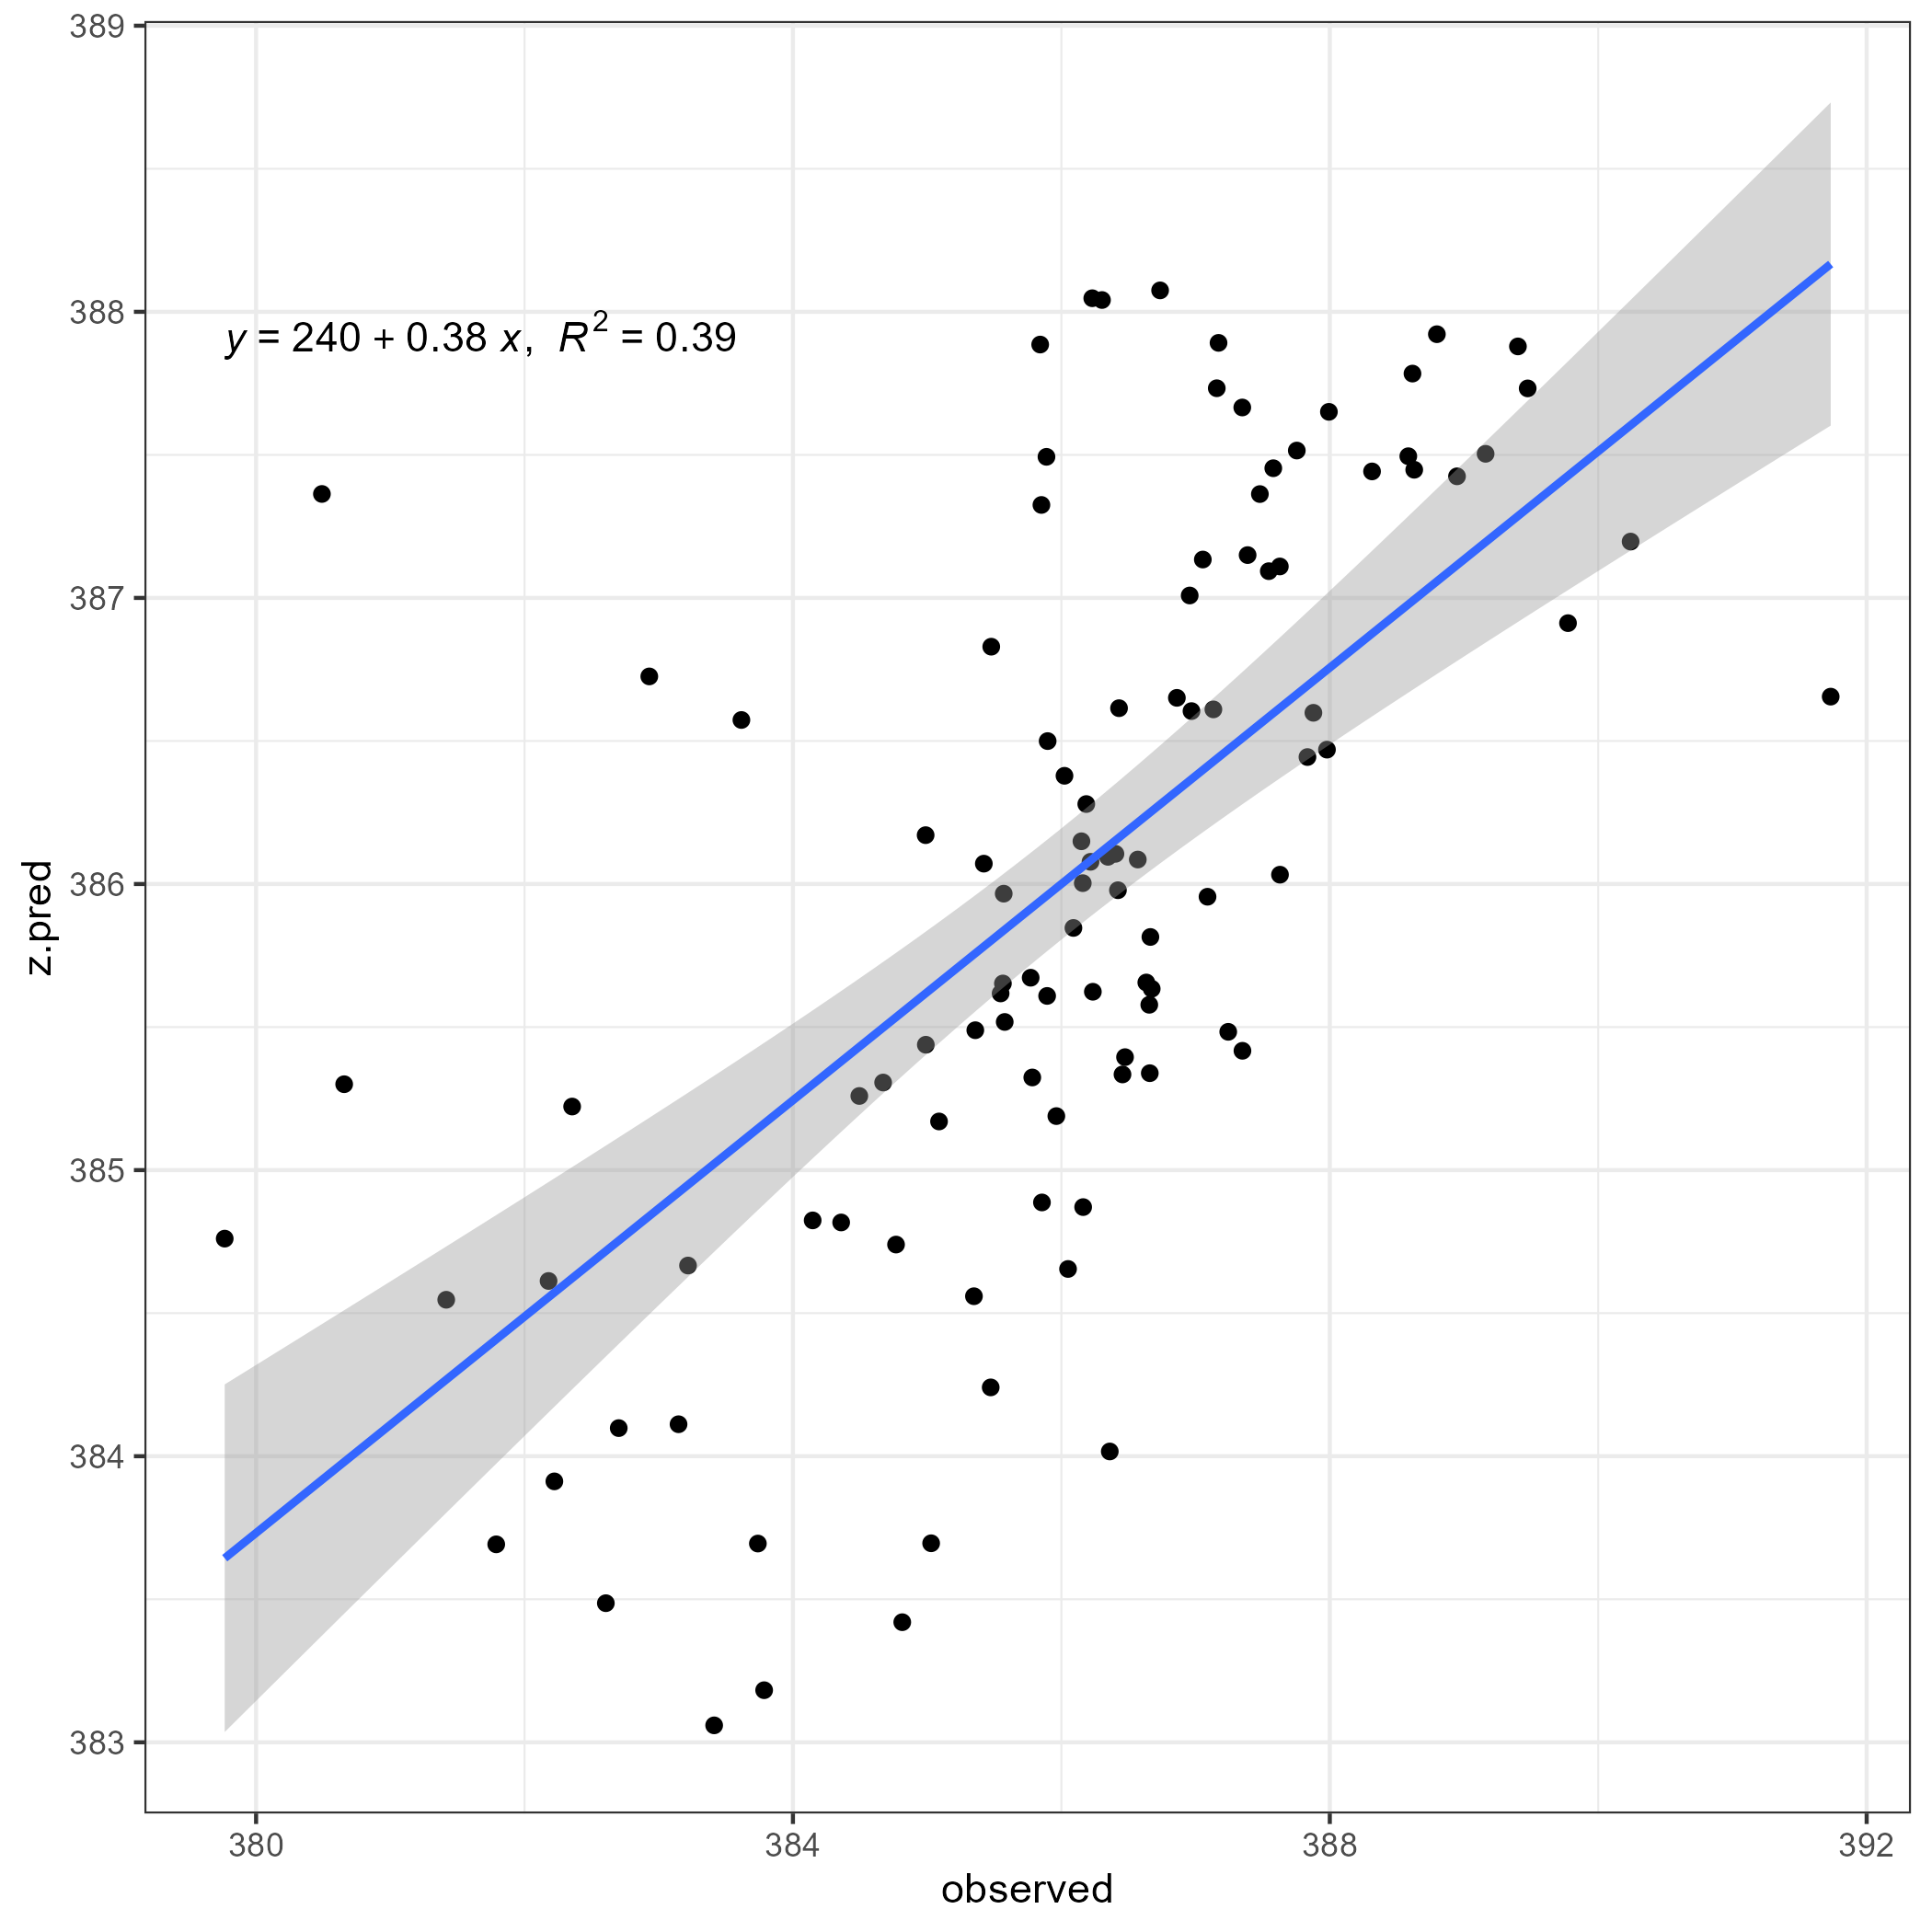 389
388
387
386
385
384
383
z.pred
y = 240 + 0.38 x, R² = 0.39
380 384 388 392
observed